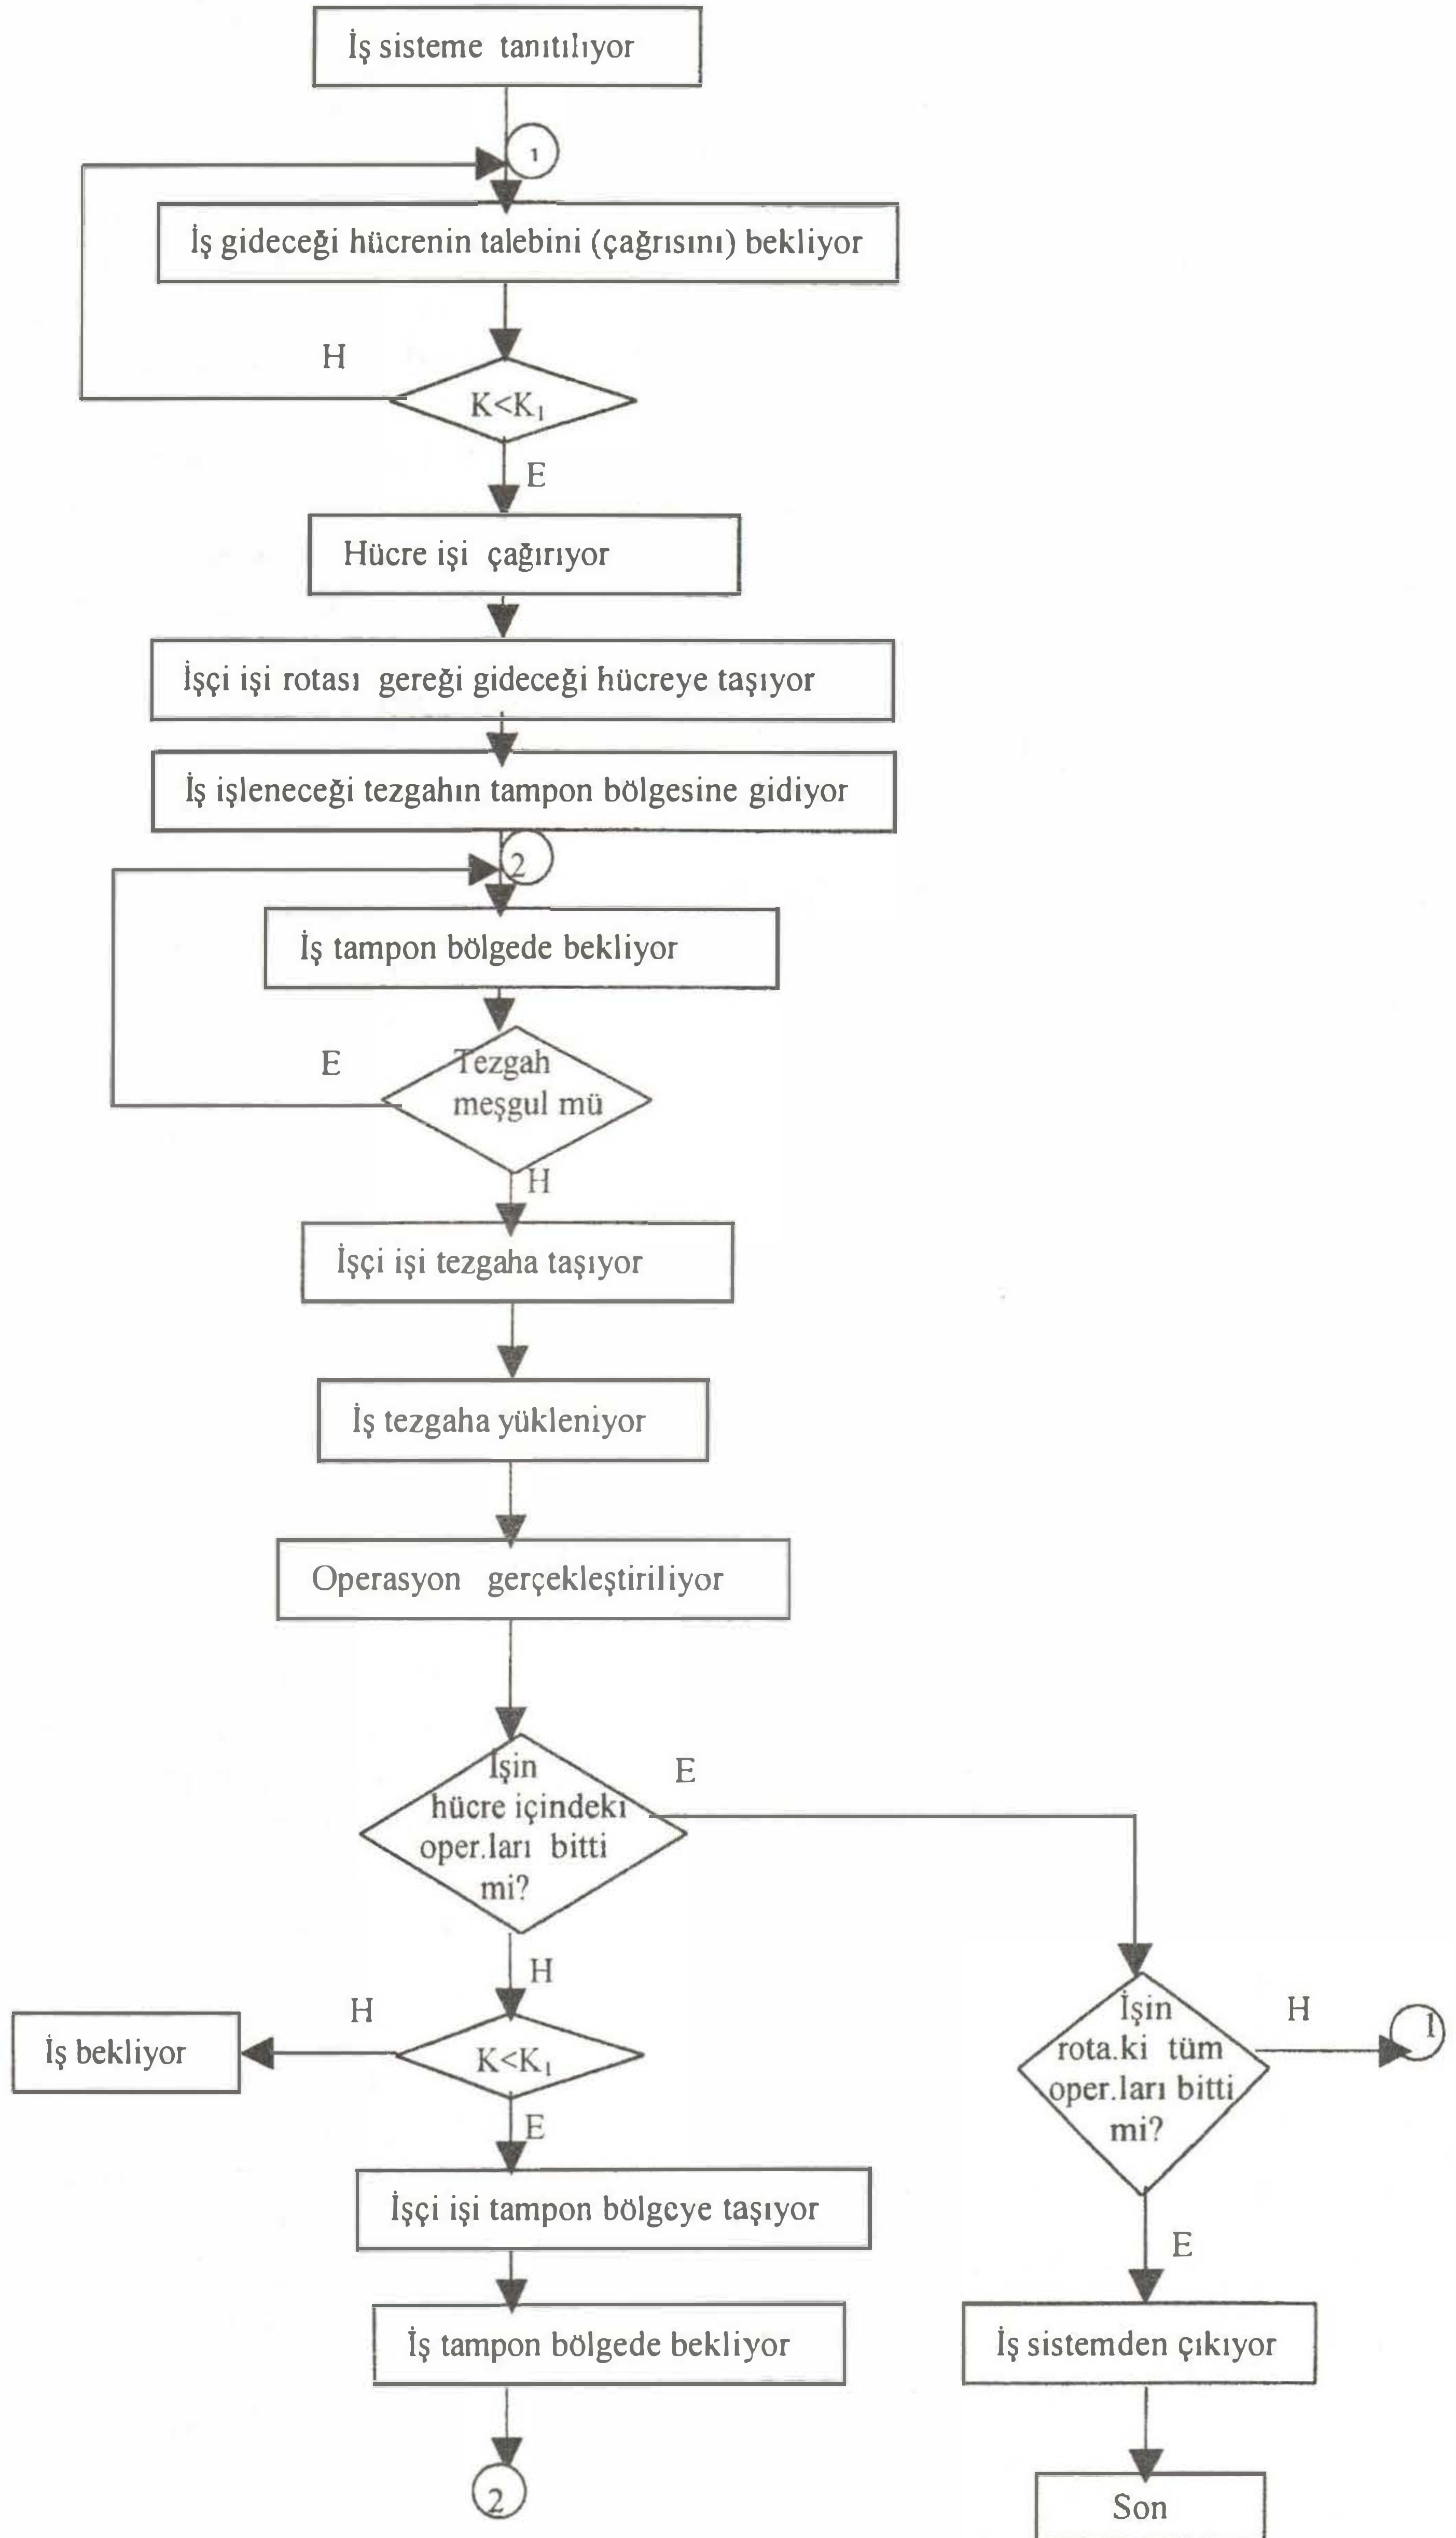 İş sisteme tanıtılıyor
1
İş gideceği hücrenin talebini (çağrısını) bekliyor
H
K<K₁
E
Hücre işi çağırıyor
İşçi işi rotası gereği gideceği hücreye taşıyor
İş işleneceği tezgahın tampon bölgesine gidiyor
2
İş tampon bölgede bekliyor
E
Tezgah
meşgul mü
H
İşçi işi tezgaha taşıyor
İş tezgaha yükleniyor
Operasyon gerçekleştiriliyor
İşin
hücre içindeki
oper.ları bitti
mi?
E
H
H
İş bekliyor
K<K₁
E
İşçi işi tampon bölgeye taşıyor
İş tampon bölgede bekliyor
2
İşin
rota.ki tüm
oper.ları bitti
mi?
H
1
E
İş sistemden çıkıyor
Son